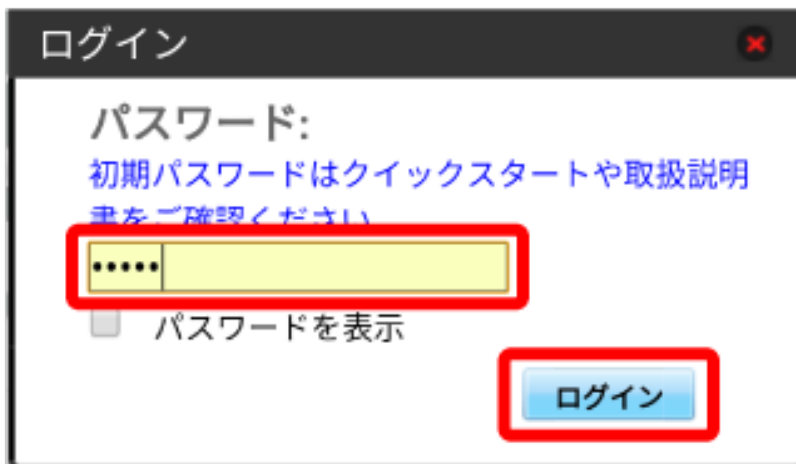 ログイン
パスワード:
初期パスワードはクイックスタートや取扱説明
書をご確認ください
•••••
パスワードを表示
ログイン